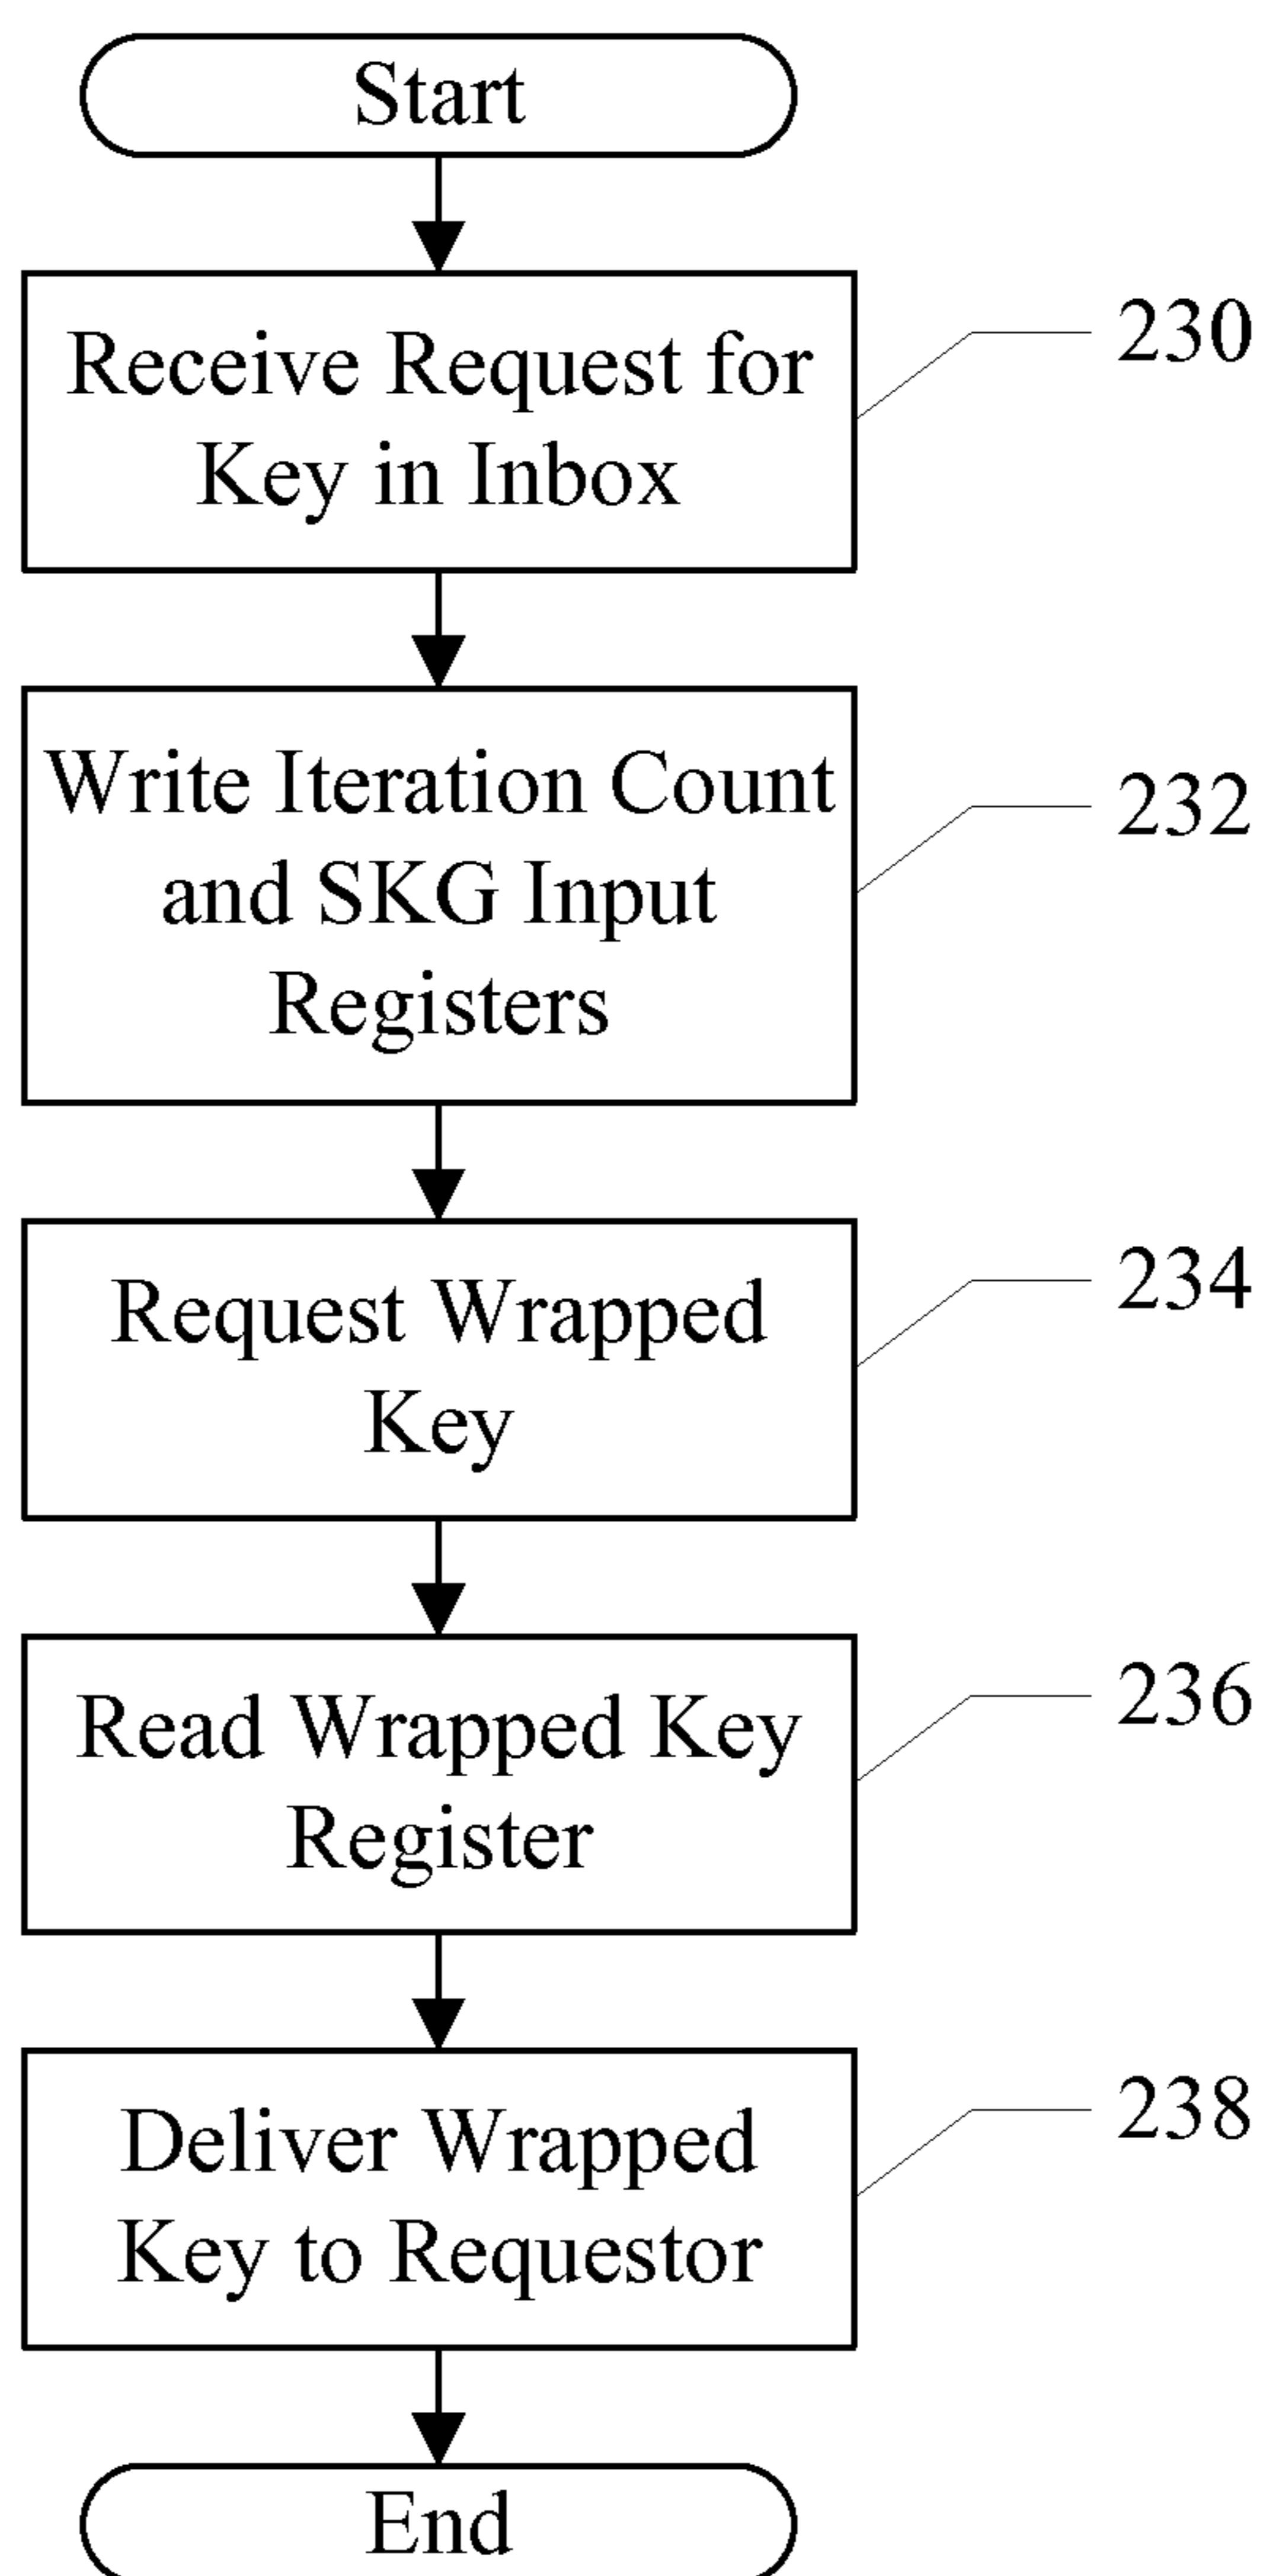 Start
Receive Request for
Key in Inbox
230
Write Iteration Count
and SKG Input
Registers
232
Request Wrapped
Key
234
Read Wrapped Key
Register
236
Deliver Wrapped
Key to Requestor
238
End